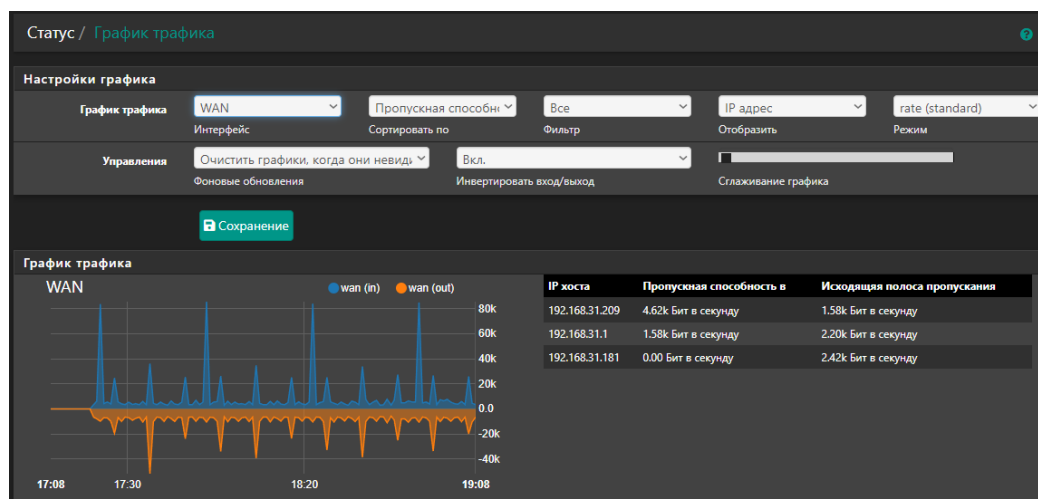 Статус / График трафика
Настройки графика
График трафика
WAN
Пропускная способнс
Все
IP адрес
rate (standard)
Интерфейс
Сортировать по
Фильтр
Отобразить
Режим
Управления
Очистить графики, когда они невиди
Вкл.
Фоновые обновления
Инвертировать вход/выход
Сглаживание графика
Сохранение
График трафика
WAN
wan (in)
wan (out)
80k
60k
40k
20k
0.0
-20k
-40k
17:08
17:30
18:20
19:08
IP хоста Пропускная способность в Исходящия полоса пропускания
192.168.31.209 4.62k Бит в секунду 1.58k Бит в секунду
192.168.31.1 1.58k Бит в секунду 2.20k Бит в секунду
192.168.31.181 0.00 Бит в секунду 2.42k Бит в секунду